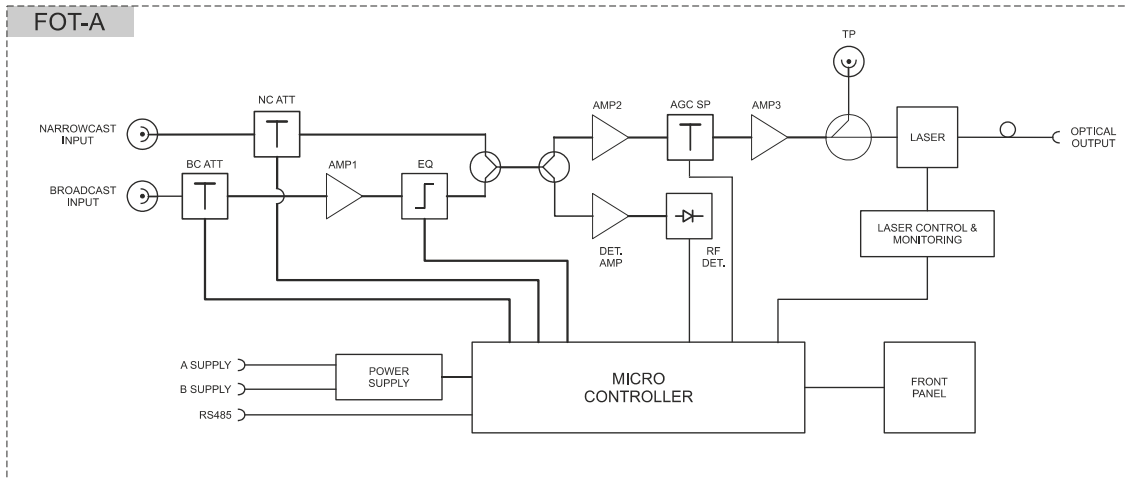 FOT-A
TP
NC ATT
AMP2
AGC SP
AMP3
NARROWCAST
INPUT
LASER
OPTICAL
OUTPUT
BC ATT
AMP1
EQ
BROADCAST
INPUT
DET.
AMP
RF
DET.
LASER CONTROL &
MONITORING
A SUPPLY
B SUPPLY
RS485
POWER
SUPPLY
MICRO
CONTROLLER
FRONT
PANEL